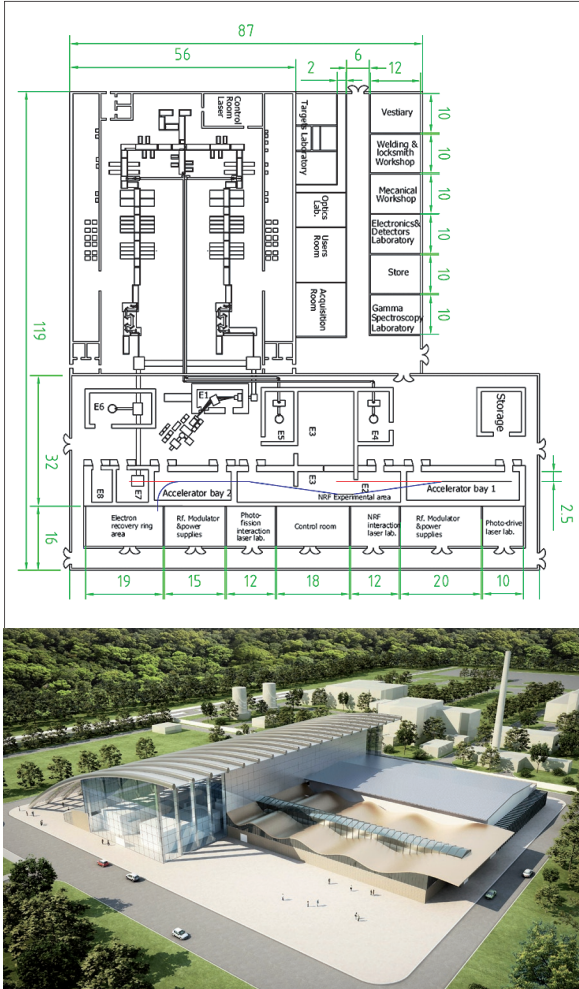 87
56
6
2
12
Control
Room
Laser
Targets Laboratory
Vestiary
10
Welding &
locksmith
Workshop
10
Mecanical
Workshop
10
Optics
Lab.
Electronics&
Detectors
Laboratory
10
Users
Room
Store
10
Acquisition
Room
Gamma
Spectroscopy
Laboratory
10
119
32
16
E6
E1
E5
E3
E4
Storage
E8
E7
Accelerator bay 2
E3
E2
NRF Experimental area
Accelerator bay 1
2.5
Electron
recovery ring
area
Rf. Modulator
&power
supplies
Photo-
fission
interaction
laser lab.
Control room
NRF
interaction
laser lab.
Rf. Modulator
&power
supplies
Photo-drive
laser lab.
19
15
12
18
12
20
10